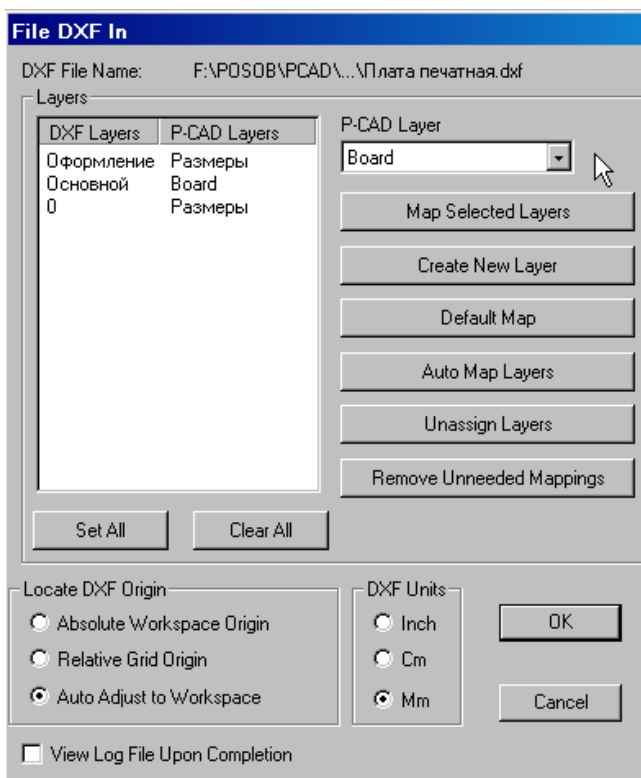 File DXF In
DXF File Name: F:\POSOB\PCAD\...\Плата печатная.dxf
Layers
DXF Layers P-CAD Layers
Оформление Размеры
Основной Board
0 Размеры
P-CAD Layer
Board
Map Selected Layers
Create New Layer
Default Map
Auto Map Layers
Unassign Layers
Remove Unneeded Mappings
Set All Clear All
Locate DXF Origin
Absolute Workspace Origin
Relative Grid Origin
Auto Adjust to Workspace
DXF Units
Inch
Cm
Mm
OK
Cancel
View Log File Upon Completion